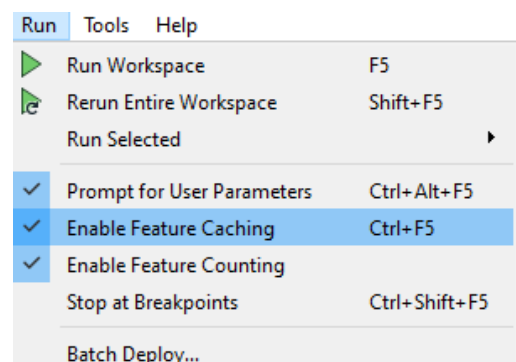 Run Tools Help
Run Workspace F5
Rerun Entire Workspace Shift+F5
Run Selected
Prompt for User Parameters Ctrl+Alt+F5
Enable Feature Caching Ctrl+F5
Enable Feature Counting
Stop at Breakpoints Ctrl+Shift+F5
Batch Deploy...